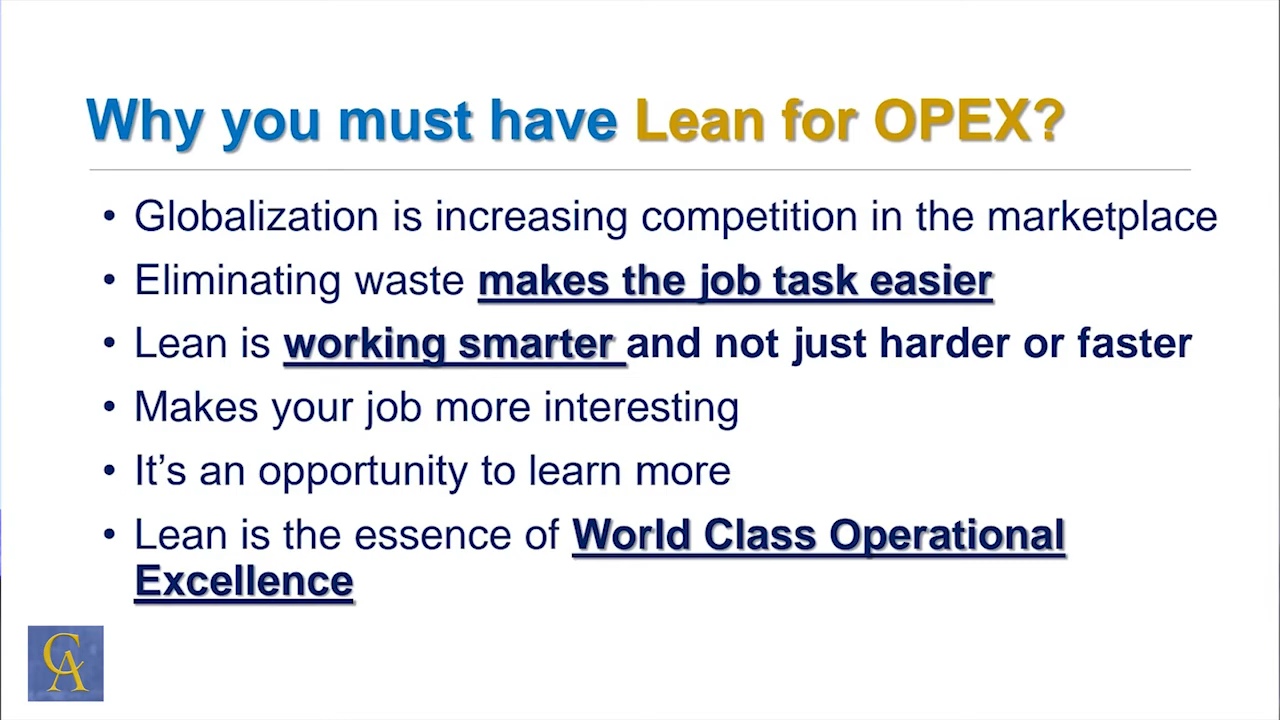 Why you must have Lean for OPEX?
• Globalization is increasing competition in the marketplace
• Eliminating waste makes the job task easier
• Lean is working smarter and not just harder or faster
• Makes your job more interesting
• It’s an opportunity to learn more
• Lean is the essence of World Class Operational
Excellence
CA